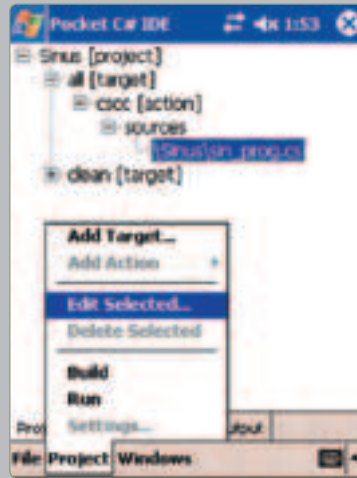 Pocket C# IDE 1:53
Sinus [project]
all [target]
cscc [action]
sources
\Sinus\sin_prog.cs
clean [target]
Add Target...
Add Action
Edit Selected...
Delete Selected
Build
Run
Settings...
File Project Windows